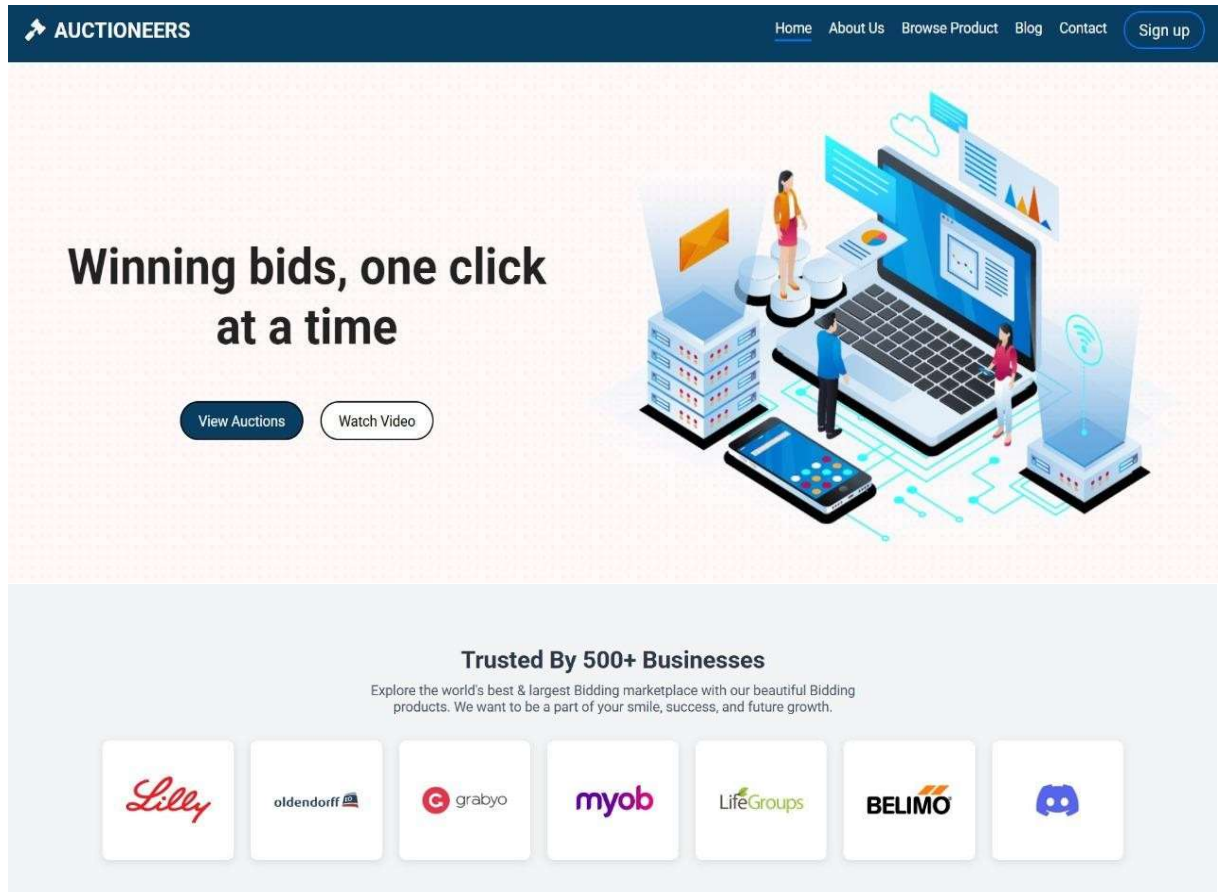 AUCTIONEERS
Home About Us Browse Product Blog Contact Sign up
Winning bids, one click
at a time
View Auctions Watch Video
Trusted By 500+ Businesses
Explore the world's best & largest Bidding marketplace with our beautiful Bidding
products. We want to be a part of your smile, success, and future growth.
Lilly oldendorff grabyo myob LifeGroups BELIMO